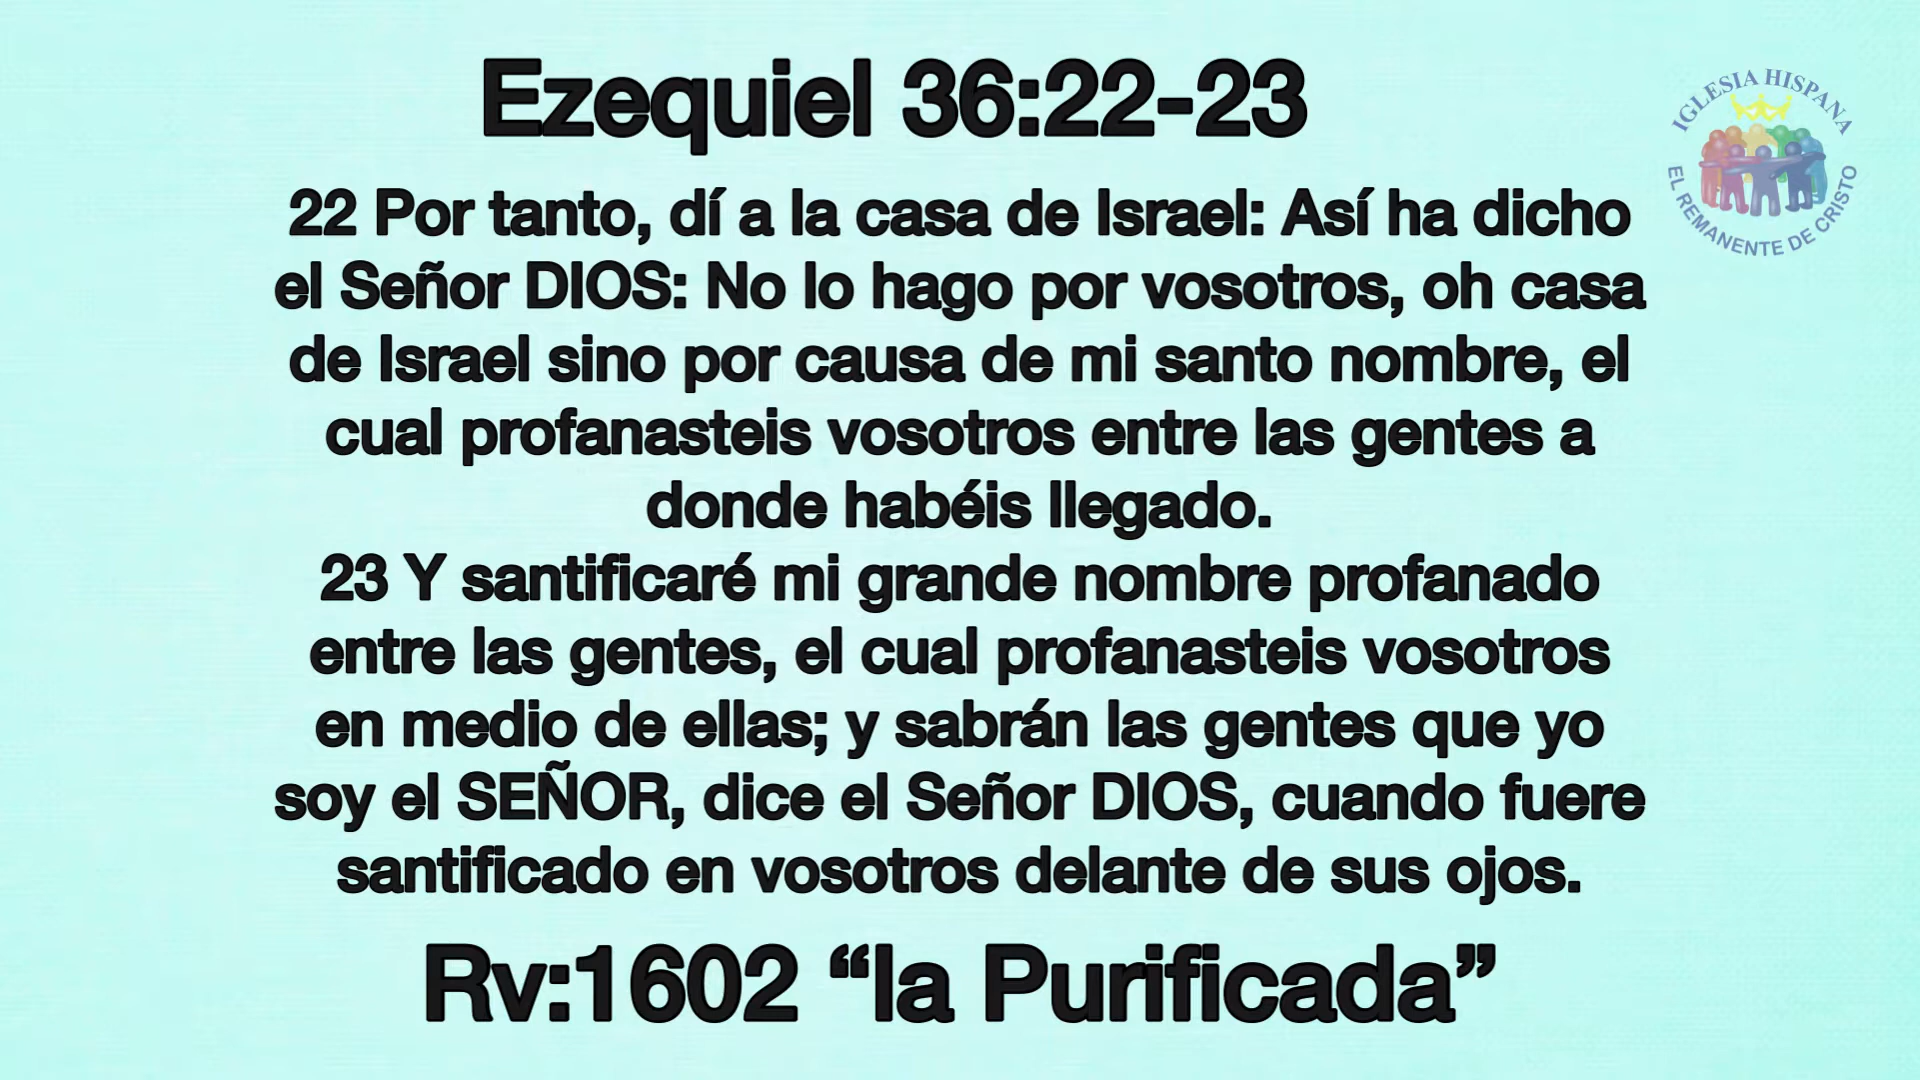 Ezequiel 36:22-23
IGLESIA HISPANA
EL REMANENTE DE CRISTO
22 Por tanto, dí a la casa de Israel: Así ha dicho
el Señor DIOS: No lo hago por vosotros, oh casa
de Israel sino por causa de mi santo nombre, el
cual profanasteis vosotros entre las gentes a
donde habéis llegado.
23 Y santificaré mi grande nombre profanado
entre las gentes, el cual profanasteis vosotros
en medio de ellas; y sabrán las gentes que yo
soy el SEÑOR, dice el Señor DIOS, cuando fuere
santificado en vosotros delante de sus ojos.
Rv:1602 “la Purificada”